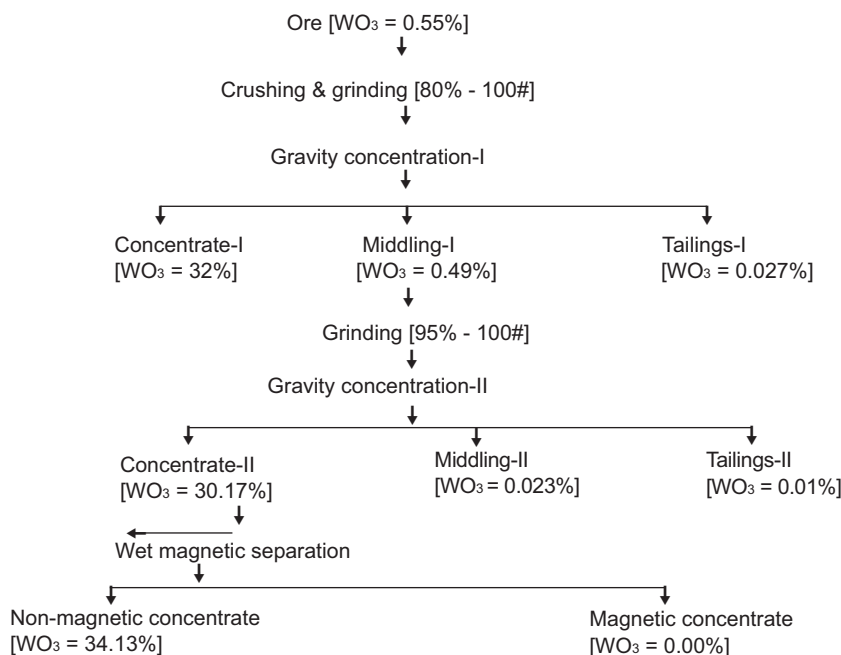 Ore [WO₃ = 0.55%]
Crushing & grinding [80% - 100#]
Gravity concentration-I
Concentrate-I
[WO₃ = 32%]
Middling-I
[WO₃ = 0.49%]
Tailings-I
[WO₃ = 0.027%]
Grinding [95% - 100#]
Gravity concentration-II
Concentrate-II
[WO₃ = 30.17%]
Middling-II
[WO₃ = 0.023%]
Tailings-II
[WO₃ = 0.01%]
Wet magnetic separation
Non-magnetic concentrate
[WO₃ = 34.13%]
Magnetic concentrate
[WO₃ = 0.00%]